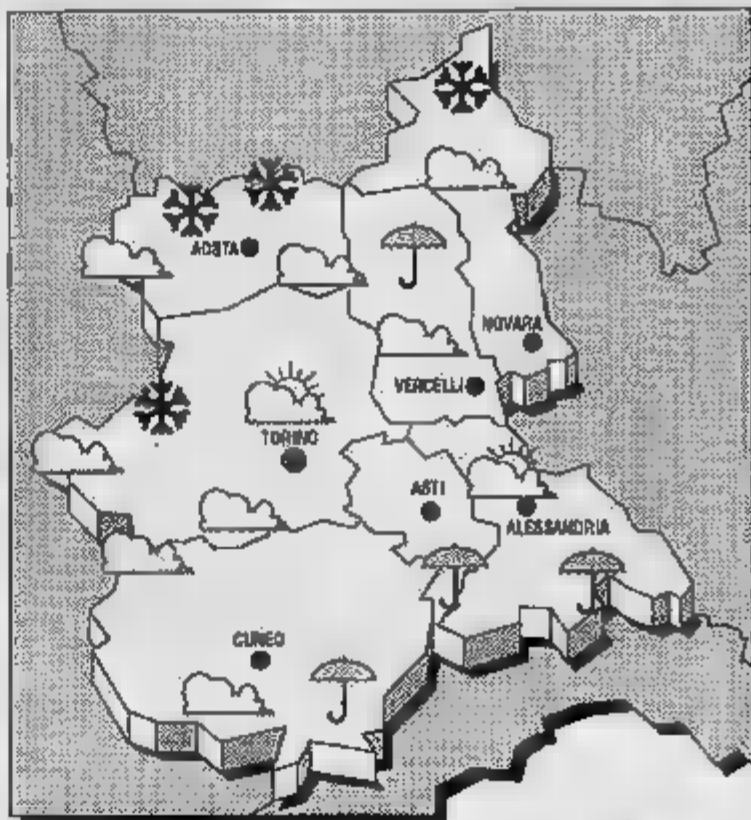 AOSTA
NOVARA
VERCELLI
TORINO
ASTI
ALESSANDRIA
CUNEO